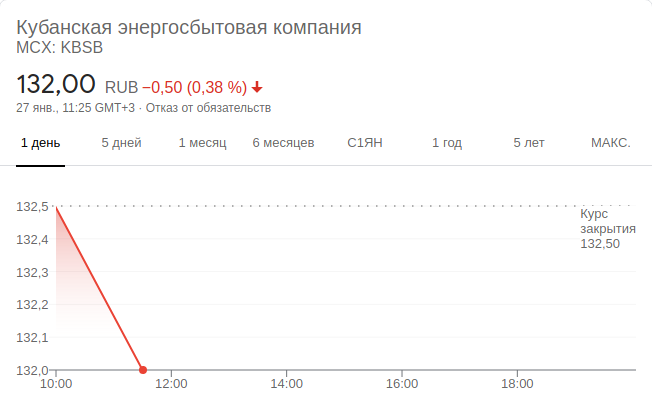 Кубанская энергосбытовая компания
MCX: KBSB
132,00 RUB −0,50 (0,38 %)
27 янв., 11:25 GMT+3 · Отказ от обязательств
1 день 5 дней 1 месяц 6 месяцев С1ЯН 1 год 5 лет МАКС.
132,5
132,4
132,3
132,2
132,1
132,0
Курс
закрытия
132,50
10:00 12:00 14:00 16:00 18:00